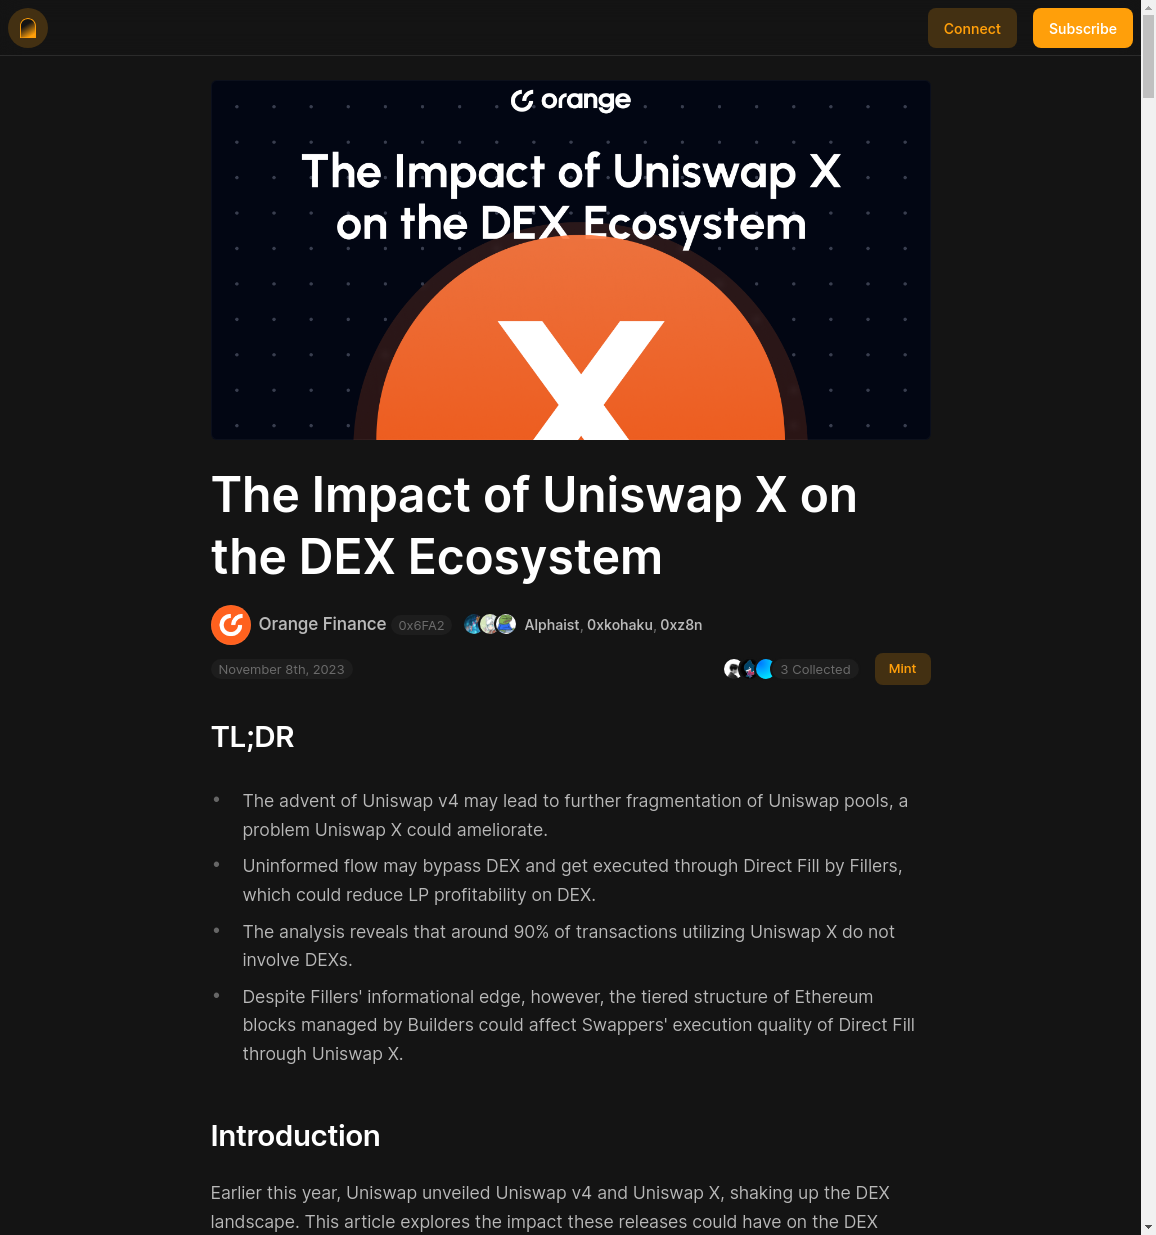 Connect
Subscribe
orange
The Impact of Uniswap X
on the DEX Ecosystem
X
The Impact of Uniswap X on
the DEX Ecosystem
Orange Finance 0x6FA2 Alphaist, 0xkohaku, 0xz8n
November 8th, 2023
3 Collected
Mint
TL;DR
• The advent of Uniswap v4 may lead to further fragmentation of Uniswap pools, a
problem Uniswap X could ameliorate.
• Uninformed flow may bypass DEX and get executed through Direct Fill by Fillers,
which could reduce LP profitability on DEX.
• The analysis reveals that around 90% of transactions utilizing Uniswap X do not
involve DEXs.
• Despite Fillers' informational edge, however, the tiered structure of Ethereum
blocks managed by Builders could affect Swappers' execution quality of Direct Fill
through Uniswap X.
Introduction
Earlier this year, Uniswap unveiled Uniswap v4 and Uniswap X, shaking up the DEX
landscape. This article explores the impact these releases could have on the DEX